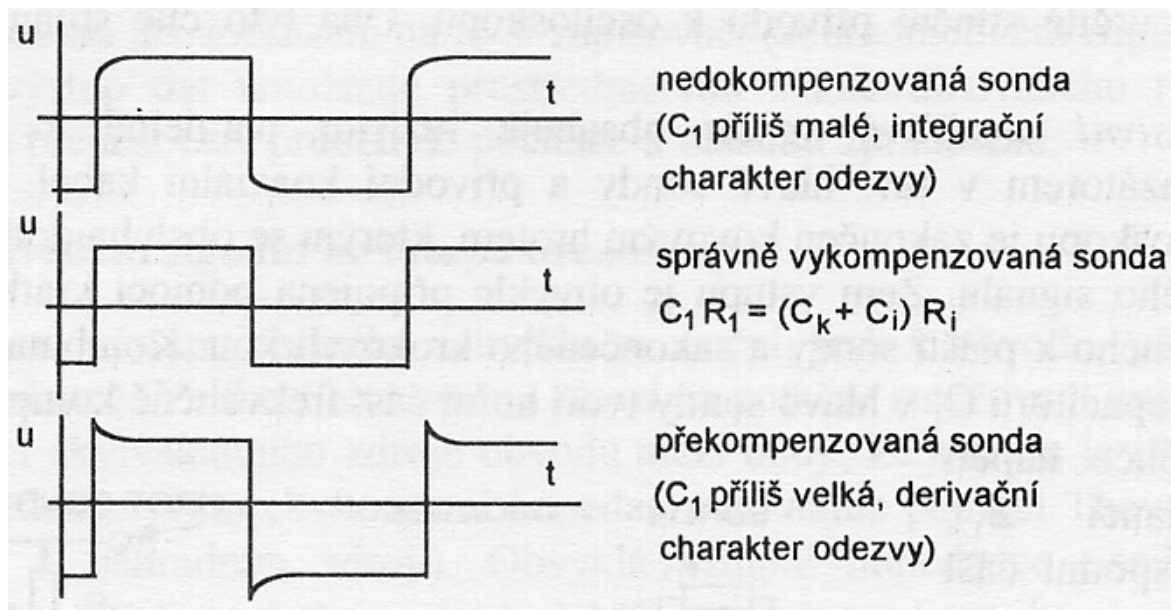 u
t
nedokompenzovaná sonda
(C1 příliš malé, integrační
charakter odezvy)
u
t
správně vykompenzovaná sonda
C1 R1 = (Ck + Ci) Ri
u
t
překompenzovaná sonda
(C1 příliš velká, derivační
charakter odezvy)